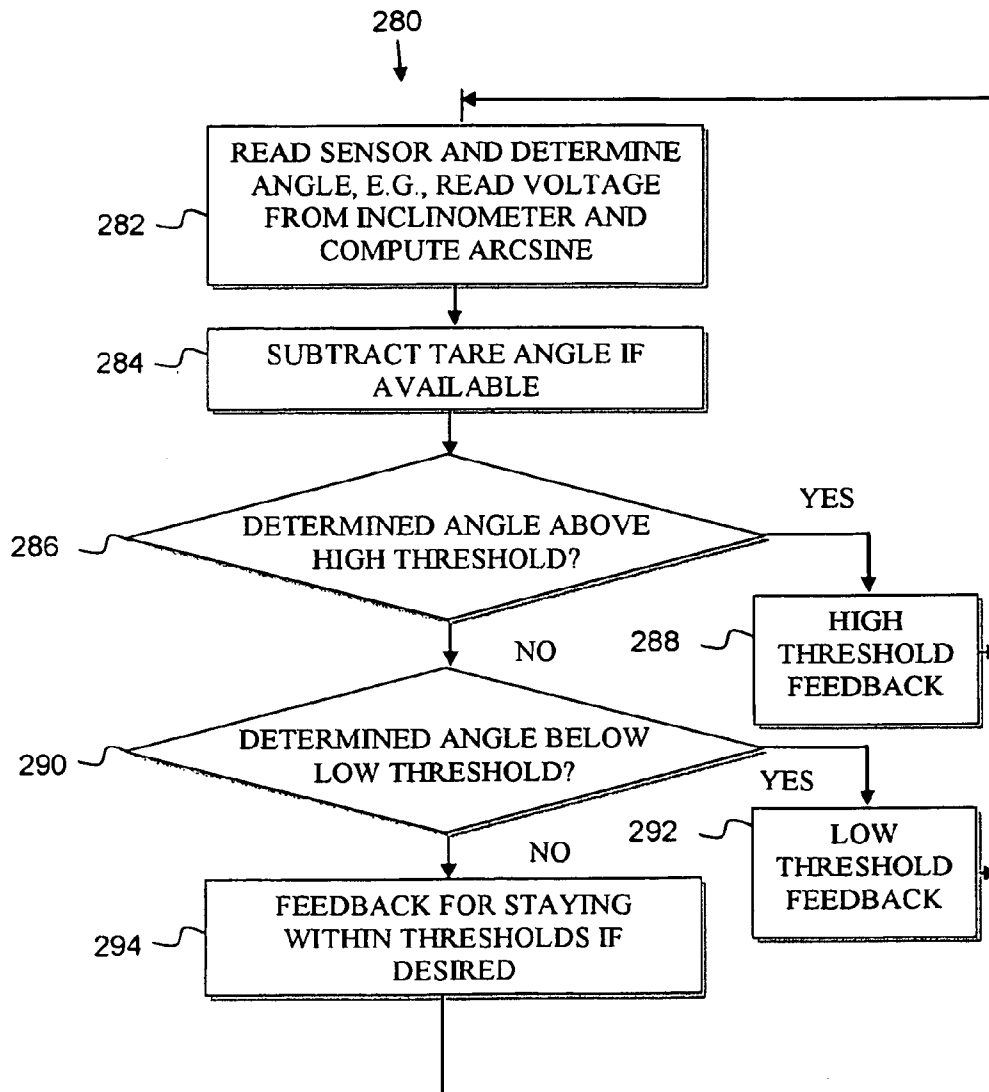 280
READ SENSOR AND DETERMINE
ANGLE, E.G., READ VOLTAGE
FROM INCLINOMETER AND
COMPUTE ARCSINE
282
SUBTRACT TARE ANGLE IF
AVAILABLE
284
DETERMINED ANGLE ABOVE
HIGH THRESHOLD?
286
YES
HIGH
THRESHOLD
FEEDBACK
288
NO
DETERMINED ANGLE BELOW
LOW THRESHOLD?
290
YES
LOW
THRESHOLD
FEEDBACK
292
NO
FEEDBACK FOR STAYING
WITHIN THRESHOLDS IF
DESIRED
294